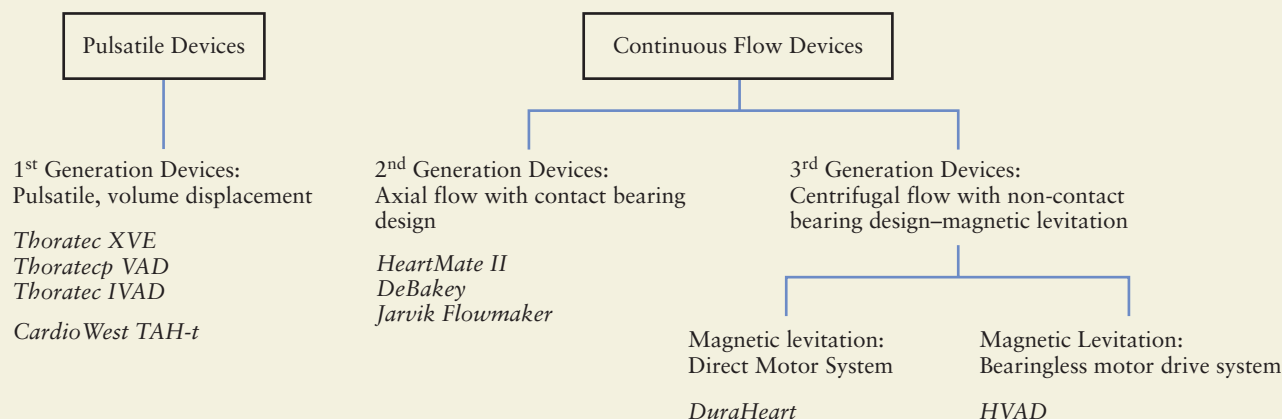 Pulsatile Devices
Continuous Flow Devices
1st Generation Devices:
Pulsatile, volume displacement
Thoratec XVE
Thoratecp VAD
Thoratec IVAD
CardioWest TAH-t
2nd Generation Devices:
Axial flow with contact bearing
design
HeartMate II
DeBakey
Jarvik Flowmaker
3rd Generation Devices:
Centrifugal flow with non-contact
bearing design–magnetic levitation
Magnetic levitation:
Direct Motor System
DuraHeart
Magnetic Levitation:
Bearingless motor drive system
HVAD